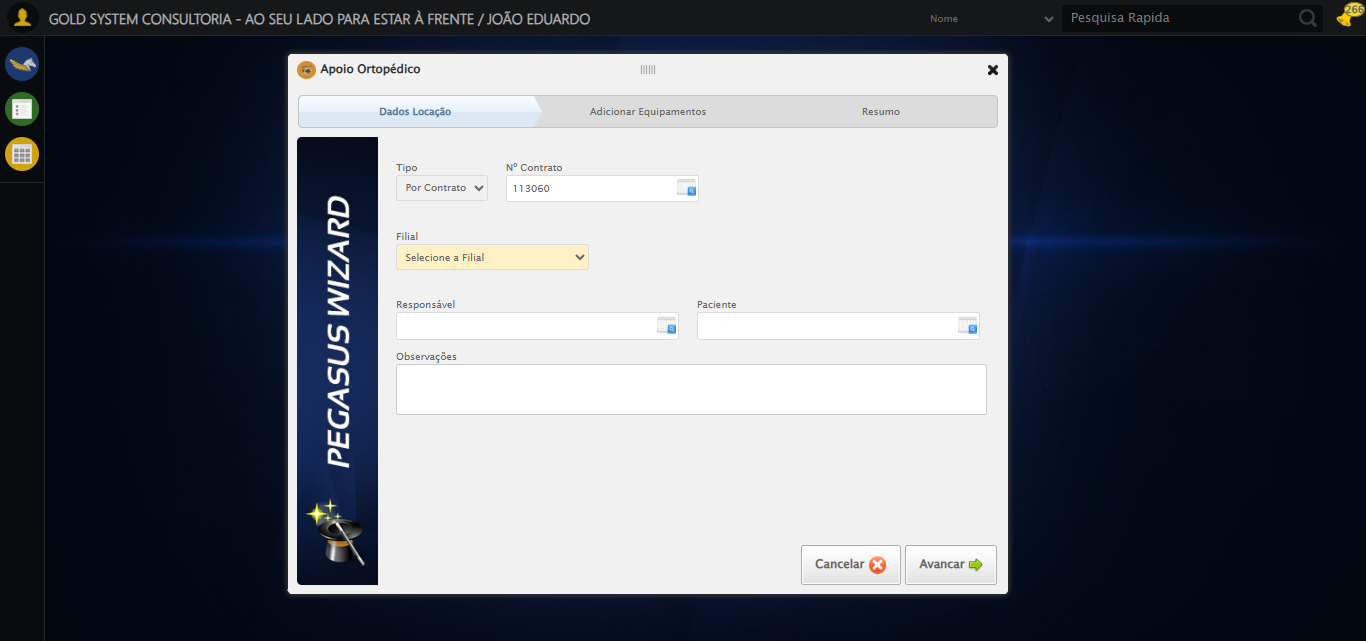 GOLD SYSTEM CONSULTORIA - AO SEU LADO PARA ESTAR À FRENTE / JOÃO EDUARDO
Nome
Pesquisa Rapida
266
Apoio Ortopédico
Dados Locação
Adicionar Equipamentos
Resumo
PEGASUS WIZARD
Tipo
Nº Contrato
Por Contrato
113060
Filial
Selecione a Filial
Responsável
Paciente
Observações
Cancelar
Avancar